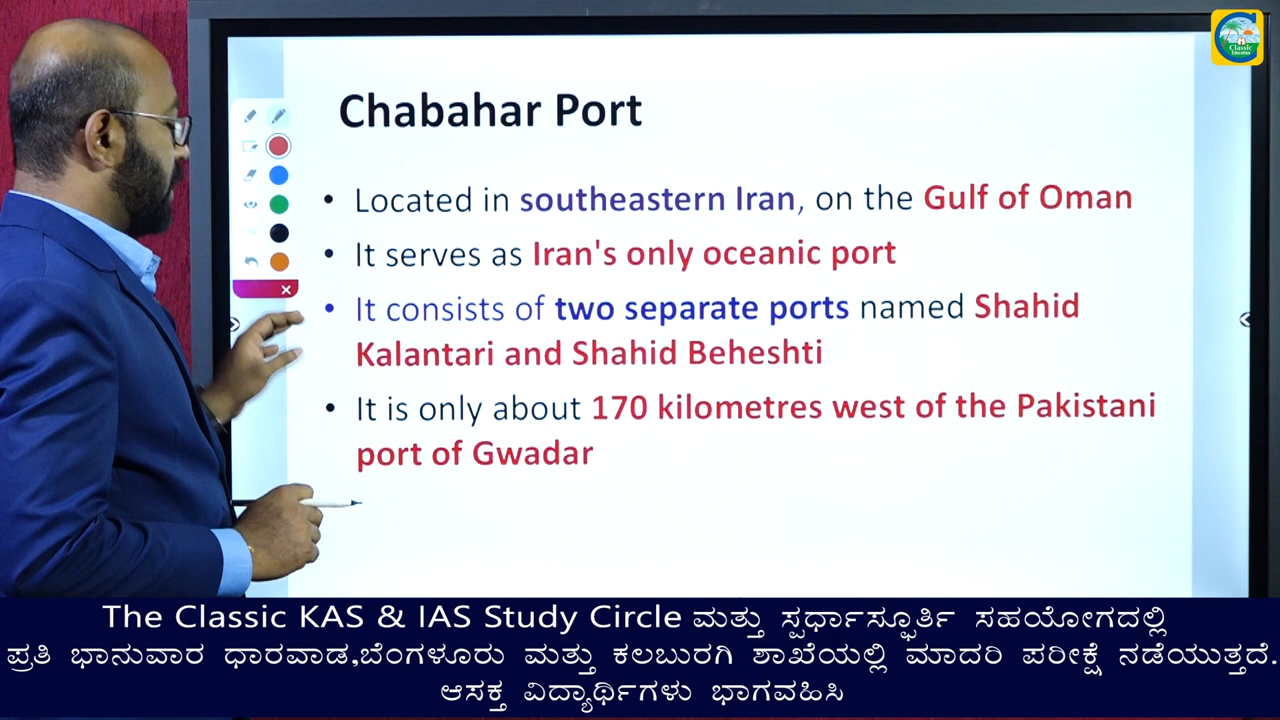 Classic
Education
Chabahar Port
• Located in southeastern Iran, on the Gulf of Oman
• It serves as Iran's only oceanic port
• It consists of two separate ports named Shahid
Kalantari and Shahid Beheshti
• It is only about 170 kilometres west of the Pakistani
port of Gwadar
The Classic KAS & IAS Study Circle ಮತ್ತು ಸ್ಪರ್ಧಾಸ್ಫೂರ್ತಿ ಸಹಯೋಗದಲ್ಲಿ
ಪ್ರತಿ ಭಾನುವಾರ ಧಾರವಾಡ,ಬೆಂಗಳೂರು ಮತ್ತು ಕಲಬುರಗಿ ಶಾಖೆಯಲ್ಲಿ ಮಾದರಿ ಪರೀಕ್ಷೆ ನಡೆಯುತ್ತದೆ.
ಆಸಕ್ತ ವಿದ್ಯಾರ್ಥಿಗಳು ಭಾಗವಹಿಸಿ